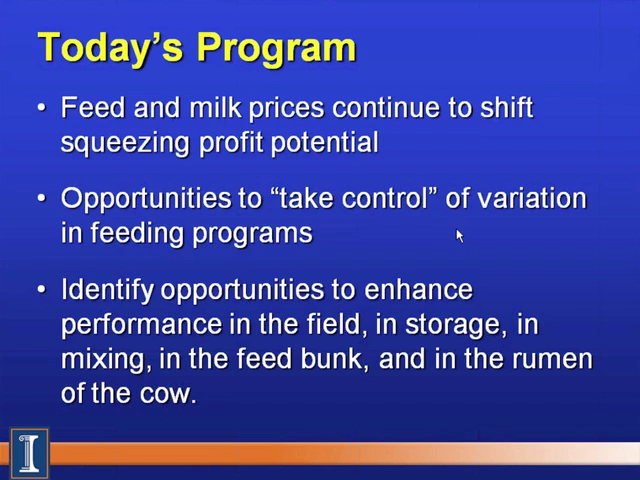 Today's Program
• Feed and milk prices continue to shift
squeezing profit potential
• Opportunities to “take control” of variation
in feeding programs
• Identify opportunities to enhance
performance in the field, in storage, in
mixing, in the feed bunk, and in the rumen
of the cow.
I